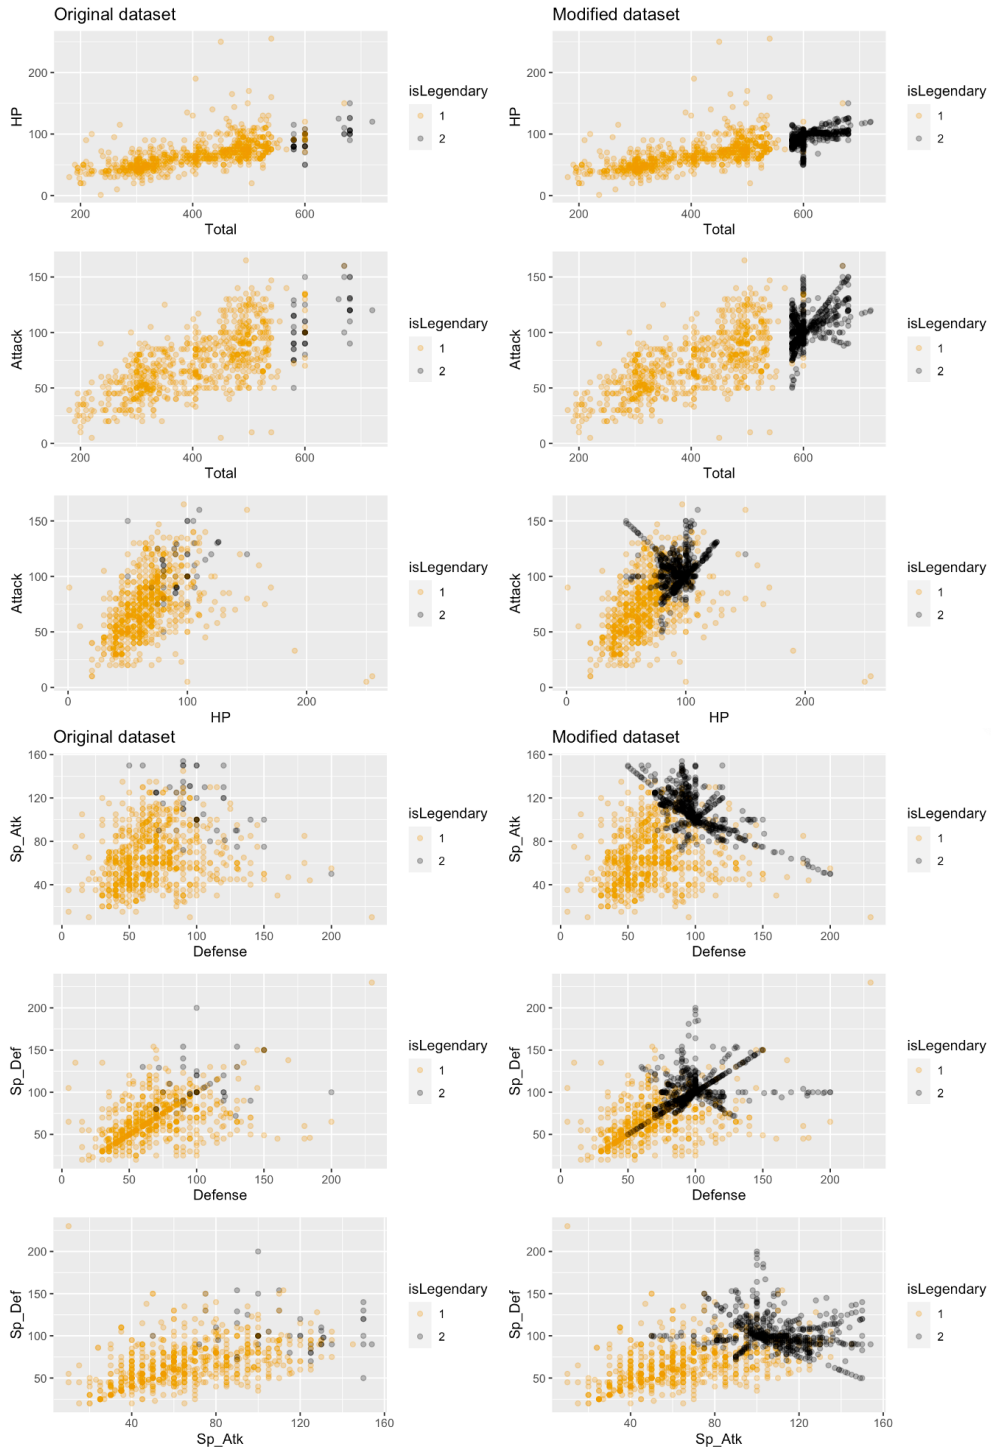 Original dataset
Modified dataset
200
100
0
HP
200
400
600
Total
isLegendary
1
2
200
100
0
HP
200
400
600
Total
isLegendary
1
2
150
100
50
0
Attack
200
400
600
Total
isLegendary
1
2
150
100
50
0
Attack
200
400
600
Total
isLegendary
1
2
150
100
50
0
Attack
0
100
200
HP
isLegendary
1
2
150
100
50
0
Attack
0
100
200
HP
isLegendary
1
2
Original dataset
Modified dataset
160
120
80
40
Sp_Atk
0
50
100
150
200
Defense
isLegendary
1
2
160
120
80
40
Sp_Atk
0
50
100
150
200
Defense
isLegendary
1
2
200
150
100
50
Sp_Def
0
50
100
150
200
Defense
isLegendary
1
2
200
150
100
50
Sp_Def
0
50
100
150
200
Defense
isLegendary
1
2
200
150
100
50
Sp_Def
40
80
120
160
Sp_Atk
isLegendary
1
2
200
150
100
50
Sp_Def
40
80
120
160
Sp_Atk
isLegendary
1
2